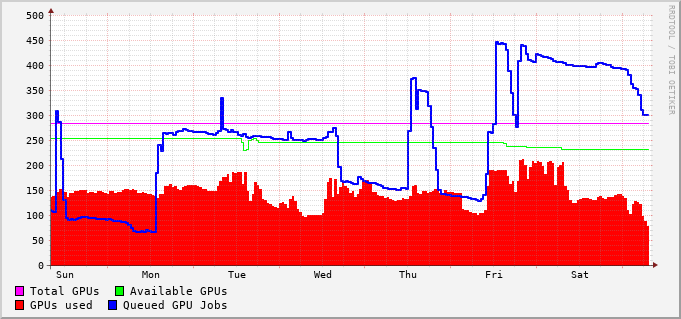 500
450
400
350
300
250
200
150
100
50
0
Sun Mon Tue Wed Thu Fri Sat
Total GPUs Available GPUs
GPUs used Queued GPU Jobs
RRDTOOL / TOBI OETIKER